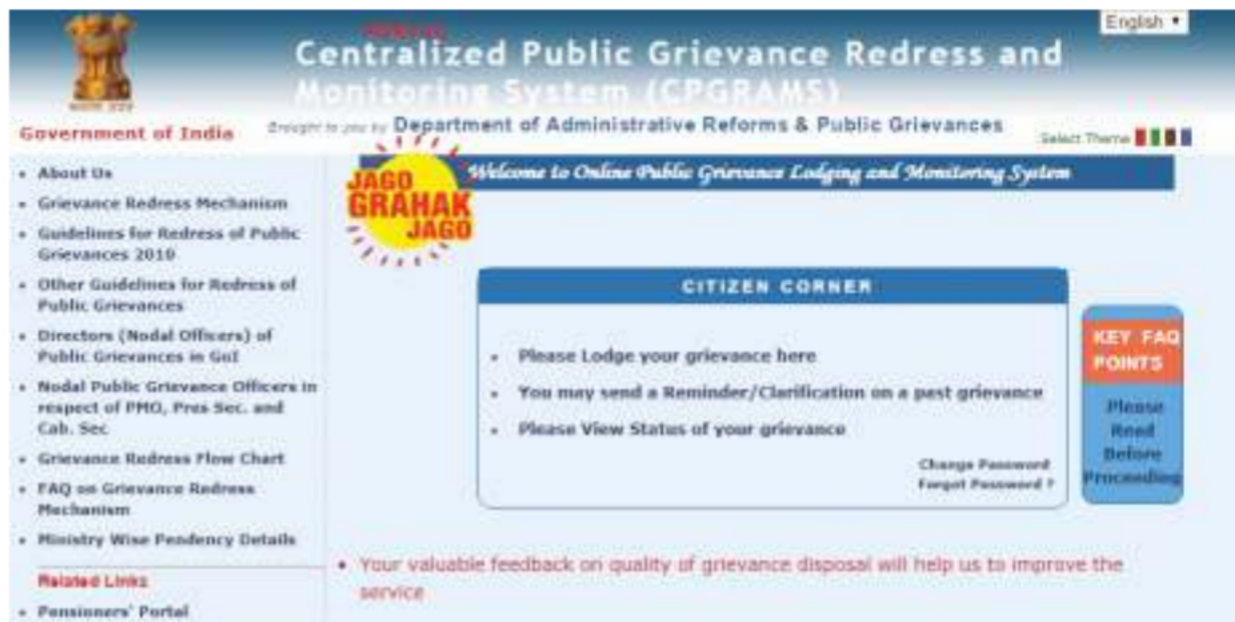 English
Centralized Public Grievance Redress and
Monitoring System (CPGRAMS)
Government of India
Brought to you by Department of Administrative Reforms & Public Grievances
Select Theme
• About Us
• Grievance Redress Mechanism
• Guidelines for Redress of Public
Grievances 2010
• Other Guidelines for Redress of
Public Grievances
• Directors (Nodal Officers) of
Public Grievances in GoI
• Nodal Public Grievance Officers in
respect of PMO, Pres Sec. and
Cab. Sec
• Grievance Redress Flow Chart
• FAQ on Grievance Redress
Mechanism
• Ministry Wise Pendency Details
Related Links
• Pensioners' Portal
JAGO
GRAHAK
JAGO
Welcome to Online Public Grievance Lodging and Monitoring System
CITIZEN CORNER
• Please Lodge your grievance here
• You may send a Reminder/Clarification on a past grievance
• Please View Status of your grievance
Change Password
Forgot Password ?
KEY FAQ
POINTS
Please
Read
Before
Proceeding
• Your valuable feedback on quality of grievance disposal will help us to improve the
service